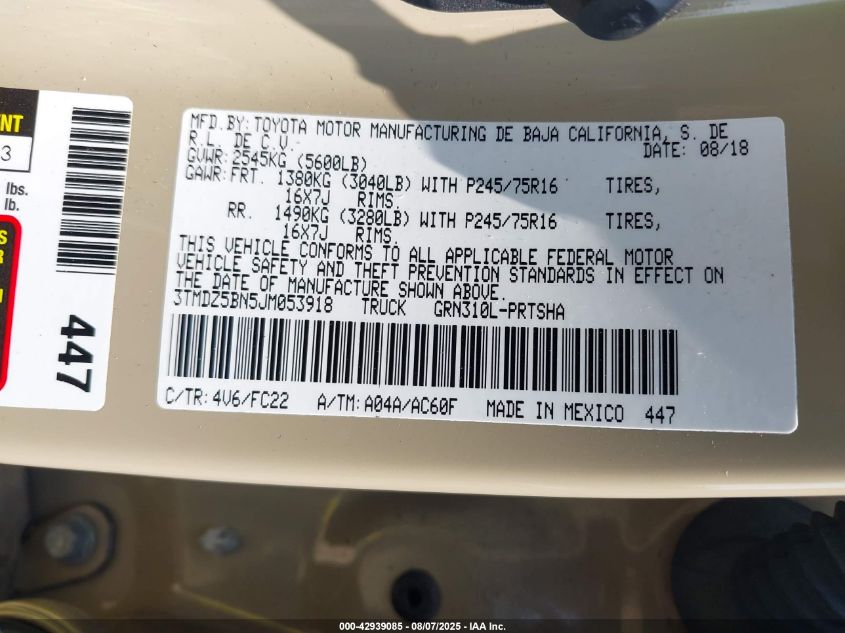 MFD. BY: TOYOTA MOTOR MANUFACTURING DE BAJA CALIFORNIA, S. DE
R.L. DE C.V.
DATE: 08/18
GVWR: 2545KG (5600LB)
GAWR: FRT. 1380KG (3040LB) WITH P245/75R16 TIRES,
16X7J RIMS.
RR. 1490KG (3280LB) WITH P245/75R16 TIRES,
16X7J RIMS.
THIS VEHICLE CONFORMS TO ALL APPLICABLE FEDERAL MOTOR
VEHICLE SAFETY AND THEFT PREVENTION STANDARDS IN EFFECT ON
THE DATE OF MANUFACTURE SHOWN ABOVE.
3TMDZ5BN5JM053918 TRUCK GRN310L-PRTSHA
C/TR: 4V6/FC22 A/TM: A04A/AC60F MADE IN MEXICO 447
3
lbs.
lb.
447
000-42939085 - 08/07/2025 - IAA Inc.